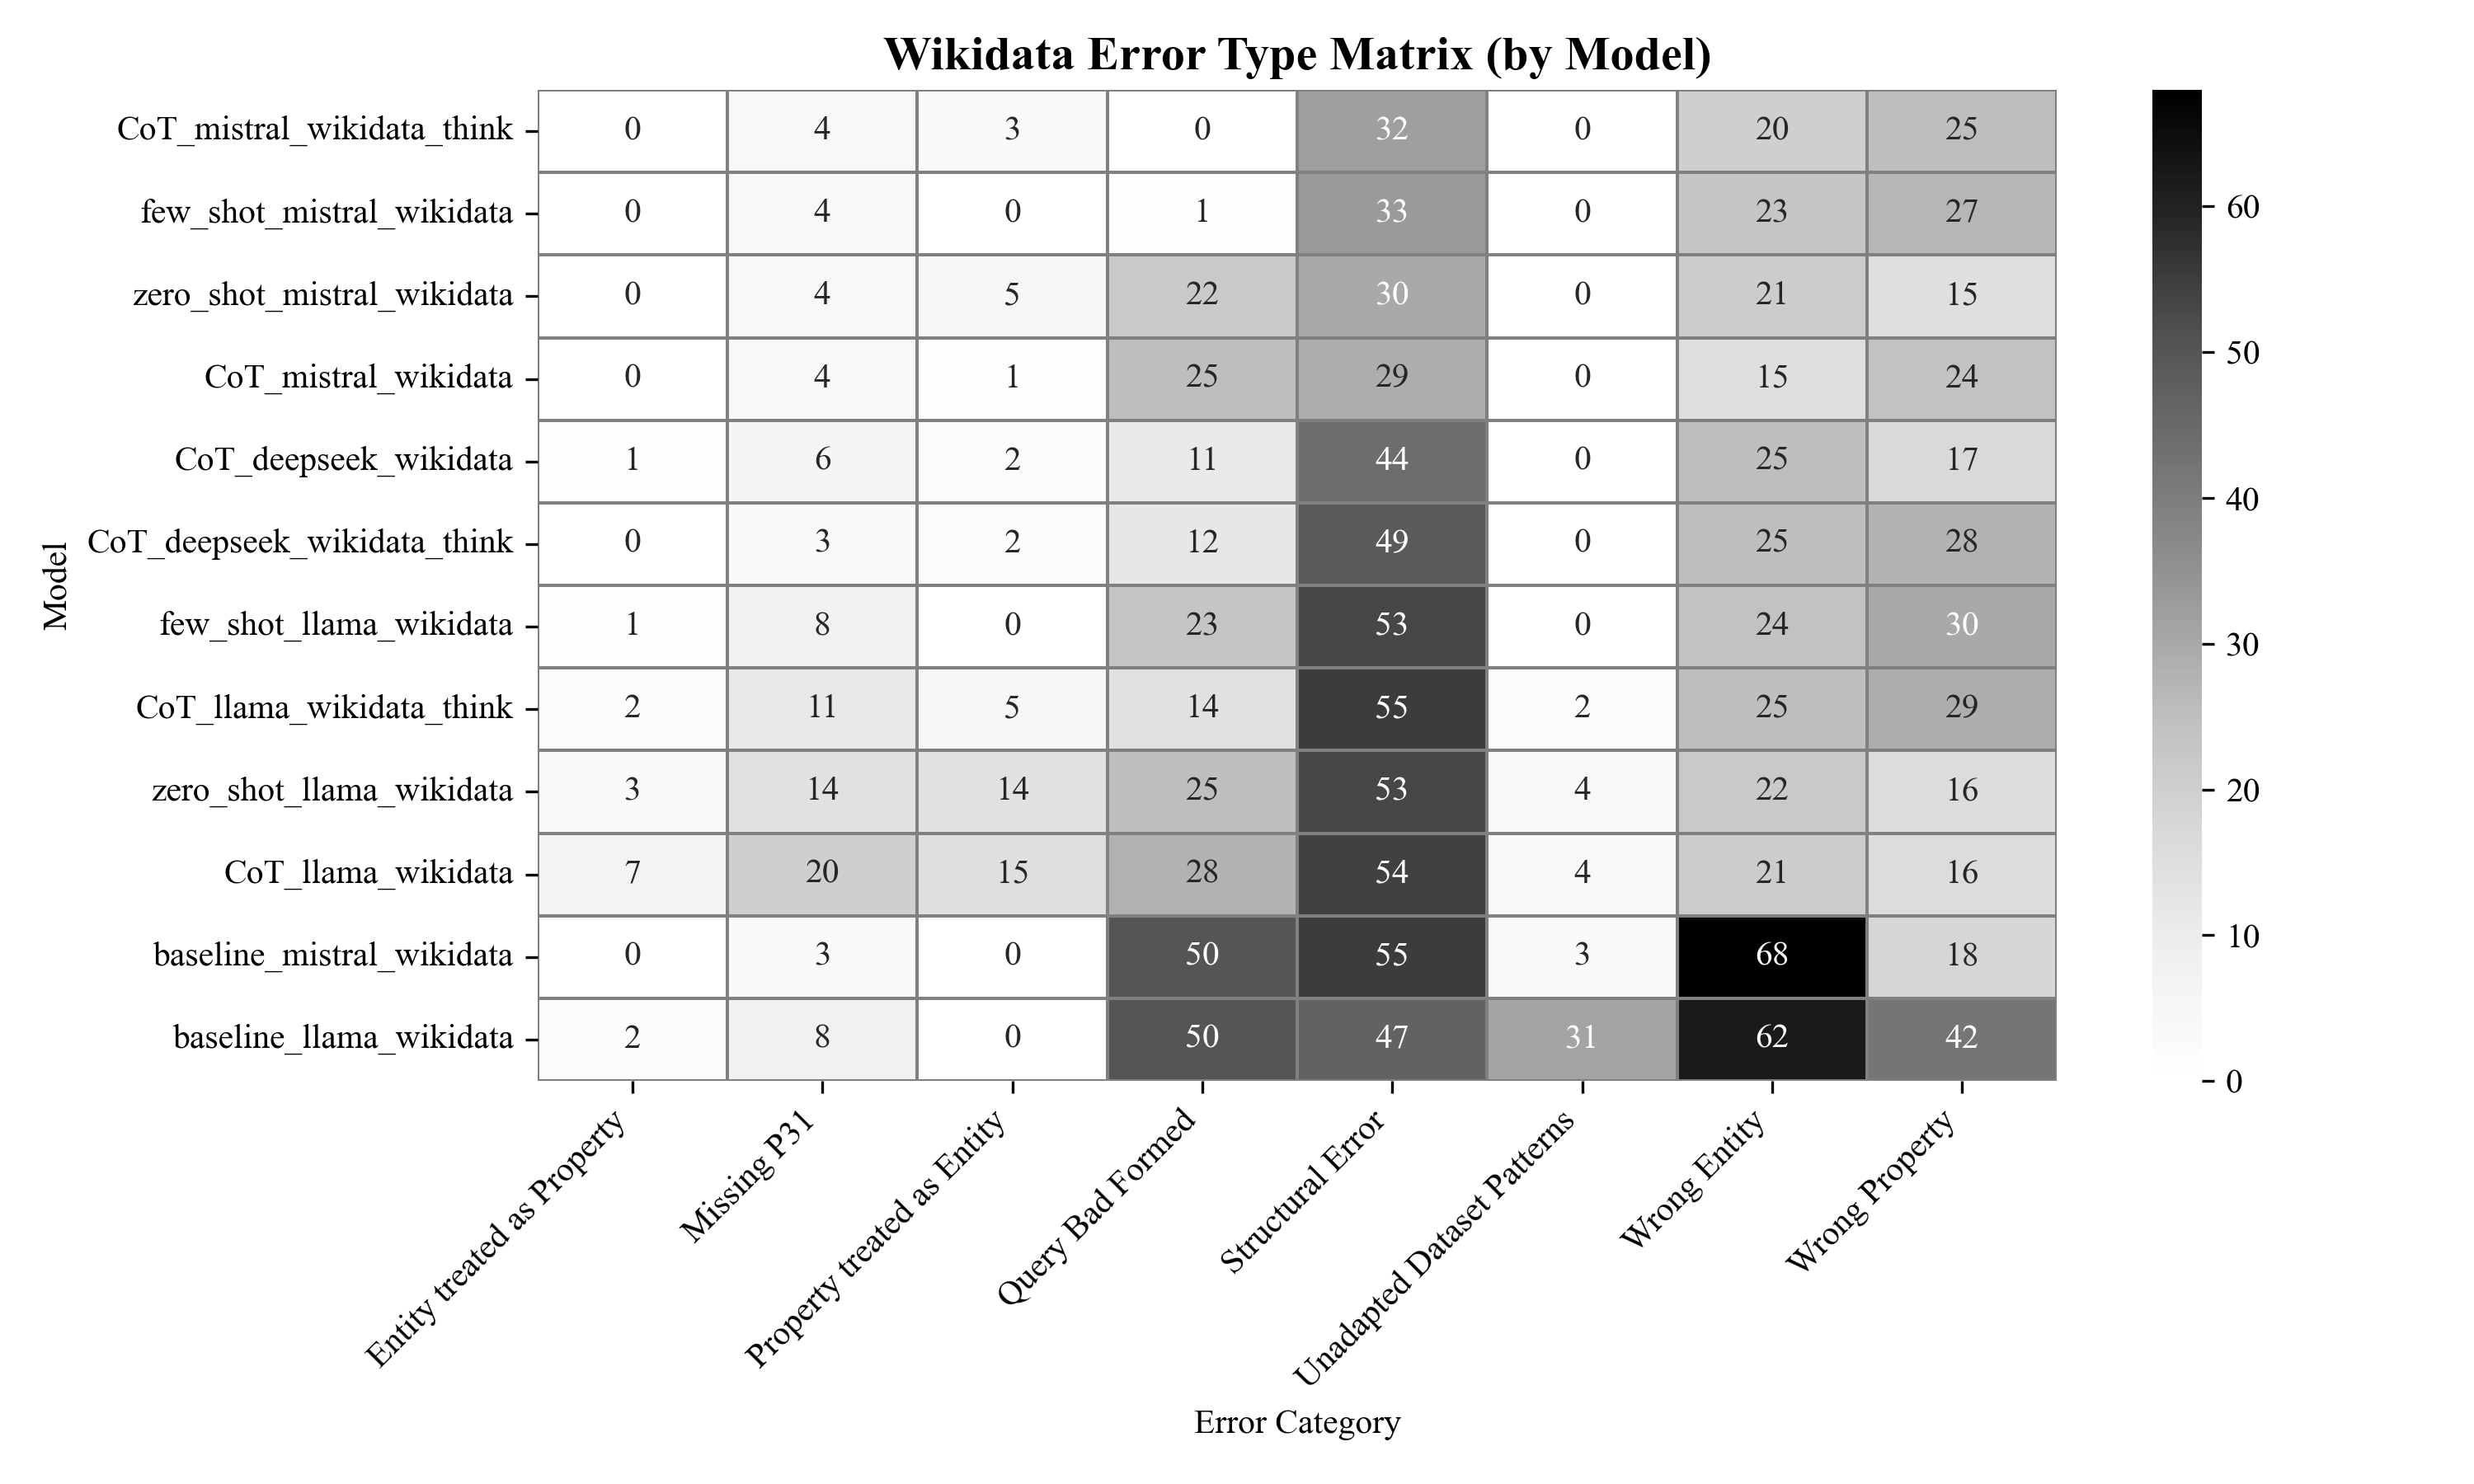 Wikidata Error Type Matrix (by Model)
CoT_mistral_wikidata_think 0 4 3 0 32 0 20 25
few_shot_mistral_wikidata 0 4 0 1 33 0 23 27
zero_shot_mistral_wikidata 0 4 5 22 30 0 21 15
CoT_mistral_wikidata 0 4 1 25 29 0 15 24
CoT_deepseek_wikidata 1 6 2 11 44 0 25 17
CoT_deepseek_wikidata_think 0 3 2 12 49 0 25 28
few_shot_llama_wikidata 1 8 0 23 53 0 24 30
CoT_llama_wikidata_think 2 11 5 14 55 2 25 29
zero_shot_llama_wikidata 3 14 14 25 53 4 22 16
CoT_llama_wikidata 7 20 15 28 54 4 21 16
baseline_mistral_wikidata 0 3 0 50 55 3 68 18
baseline_llama_wikidata 2 8 0 50 47 31 62 42
Model
Entity treated as Property
Missing P31
Property treated as Entity
Query Bad Formed
Structural Error
Unadapted Dataset Patterns
Wrong Entity
Wrong Property
Error Category
60
50
40
30
20
10
0